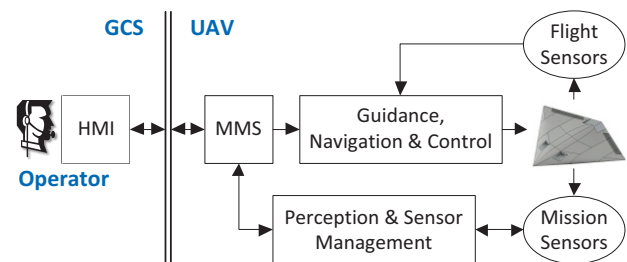 GCS
UAV
Flight
Sensors
HMI
MMS
Guidance,
Navigation & Control
Operator
Perception & Sensor
Management
Mission
Sensors